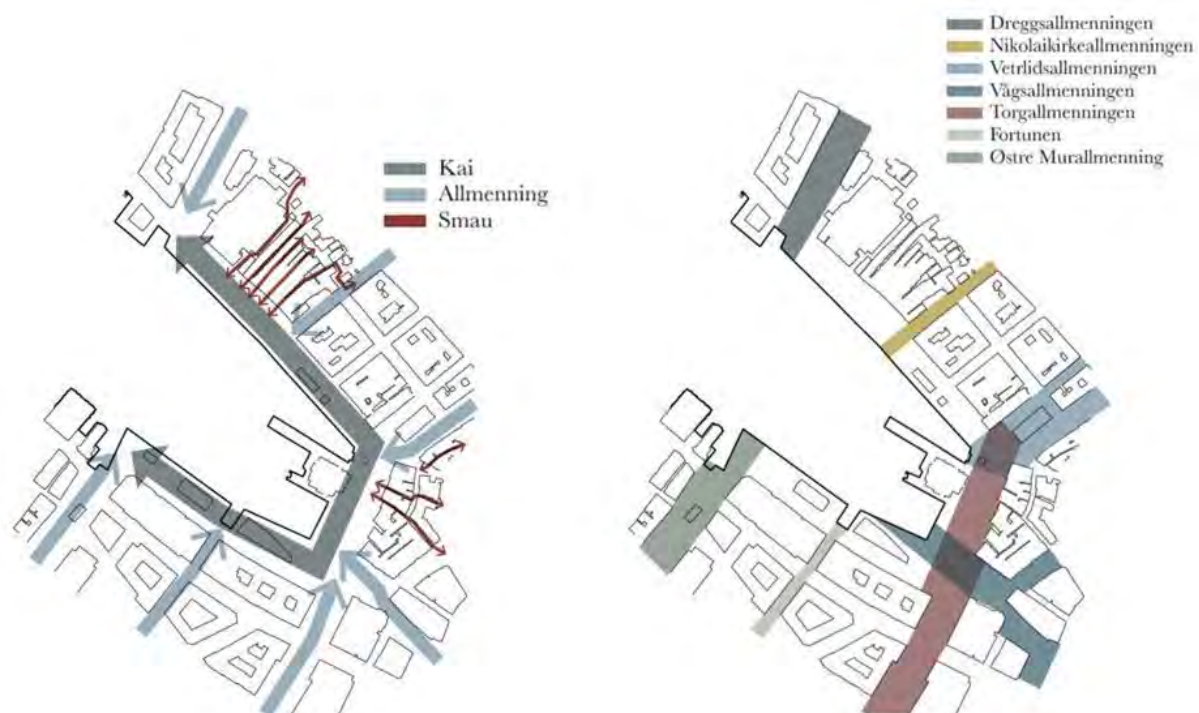 Kai
Allmenning
Smau
Dreggsallmenningen
Nikolaikirkeallmenningen
Vetrlidsallmenningen
Vågsallmenningen
Torgallmenningen
Fortunen
Østre Murallmenning